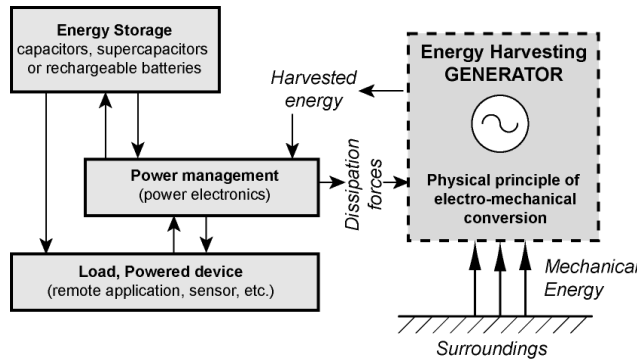 Energy Storage
capacitors, supercapacitors
or rechargeable batteries
Energy Harvesting
GENERATOR
Harvested
energy
Power management
(power electronics)
Dissipation
forces
Physical principle of
electro-mechanical
conversion
Load, Powered device
(remote application, sensor, etc.)
Mechanical
Energy
Surroundings